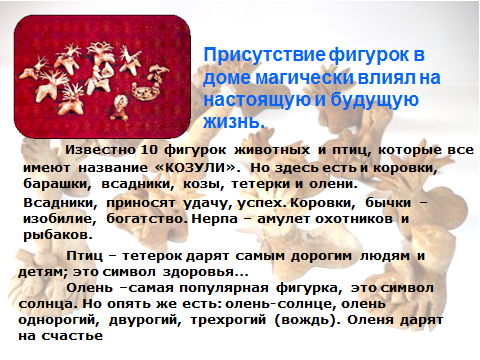 Присутствие фигурок в
доме магически влиял на
настоящую и будущую
жизнь.
Известно 10 фигурок животных и птиц, которые все
имеют название «КОЗУЛИ». Но здесь есть и коровки,
барашки, всадники, козы, тетерки и олени.
Всадники, приносят удачу, успех. Коровки, бычки –
изобилие, богатство. Нерпа – амулет охотников и
рыбаков.
Птиц – тетерок дарят самым дорогим людям и
детям; это символ здоровья...
Олень –самая популярная фигурка, это символ
солнца. Но опять же есть: олень-солнце, олень
однорогий, двурогий, трехрогий (вождь). Оленя дарят
на счастье